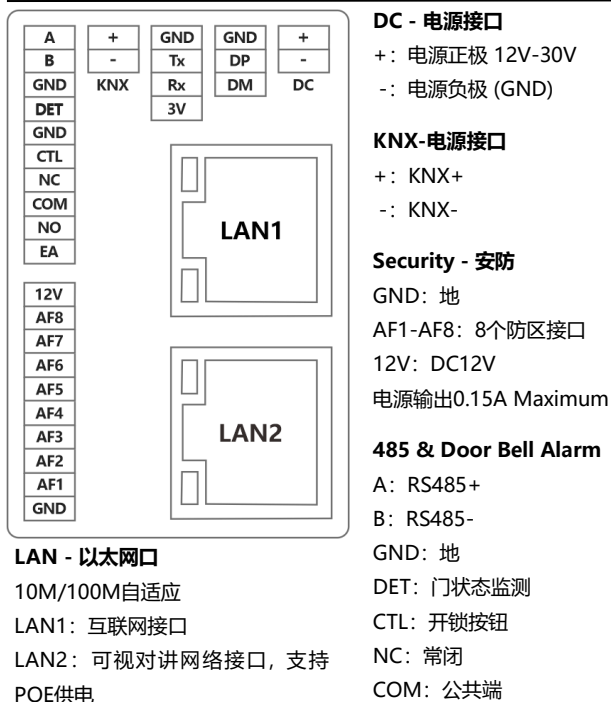 A
B
GND
DET
GND
CTL
NC
COM
NO
EA
+
-
KNX
GND
Tx
Rx
3V
GND
DP
DM
+
-
DC
12V
AF8
AF7
AF6
AF5
AF4
AF3
AF2
AF1
GND
LAN1
LAN2
LAN - 以太网口
10M/100M自适应
LAN1：互联网接口
LAN2：可视对讲网络接口, 支持
POE供电
DC - 电源接口
+：电源正极 12V-30V
-：电源负极 (GND)
KNX-电源接口
+：KNX+
-：KNX-
Security - 安防
GND：地
AF1-AF8：8个防区接口
12V：DC12V
电源输出0.15A Maximum
485 & Door Bell Alarm
A：RS485+
B：RS485-
GND：地
DET：门状态监测
CTL：开锁按钮
NC：常闭
COM：公共端